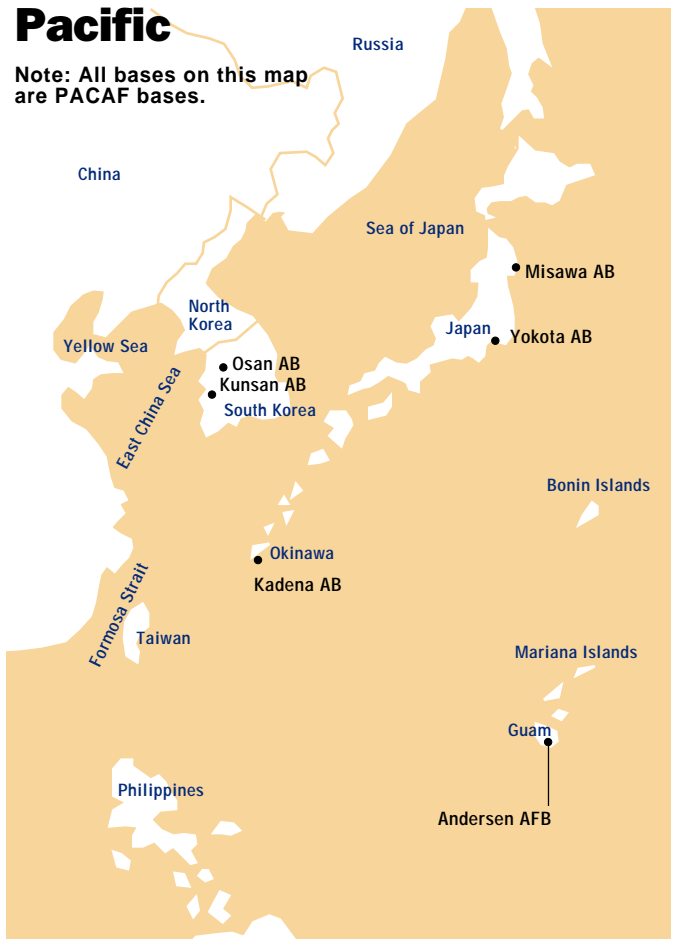 Pacific
Note: All bases on this map
are PACAF bases.
Russia
China
Sea of Japan
Misawa AB
North
Korea
Japan
Yokota AB
Yellow Sea
Osan AB
Kunsan AB
South Korea
East China Sea
Bonin Islands
Okinawa
Kadena AB
Formosa Strait
Taiwan
Mariana Islands
Guam
Philippines
Andersen AFB